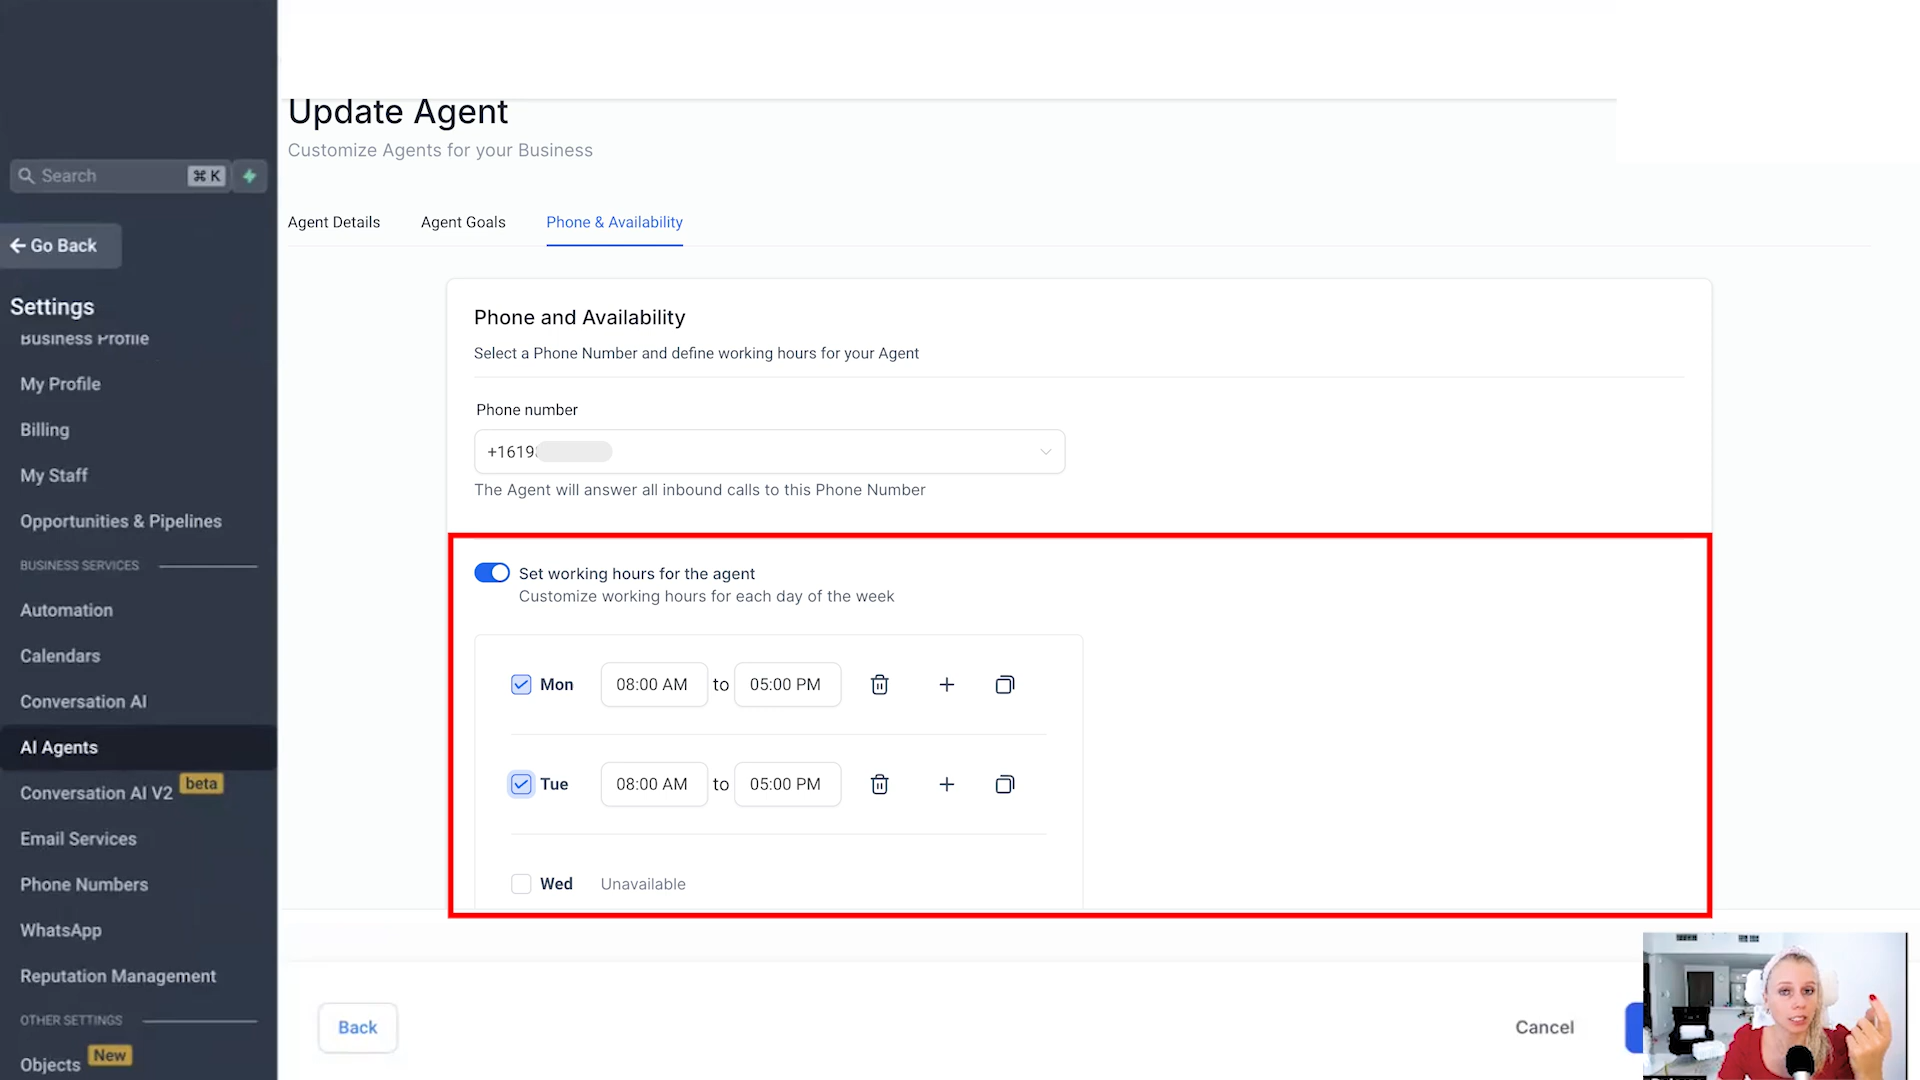 Search
⌘ K
Go Back
Settings
Business Profile
My Profile
Billing
My Staff
Opportunities & Pipelines
BUSINESS SERVICES
Automation
Calendars
Conversation AI
AI Agents
Conversation AI V2 beta
Email Services
Phone Numbers
WhatsApp
Reputation Management
OTHER SETTINGS
Objects New
Update Agent
Customize Agents for your Business
Agent Details Agent Goals Phone & Availability
Phone and Availability
Select a Phone Number and define working hours for your Agent
Phone number
+1619
The Agent will answer all inbound calls to this Phone Number
Set working hours for the agent
Customize working hours for each day of the week
Mon 08:00 AM to 05:00 PM
Tue 08:00 AM to 05:00 PM
Wed Unavailable
Back
Cancel